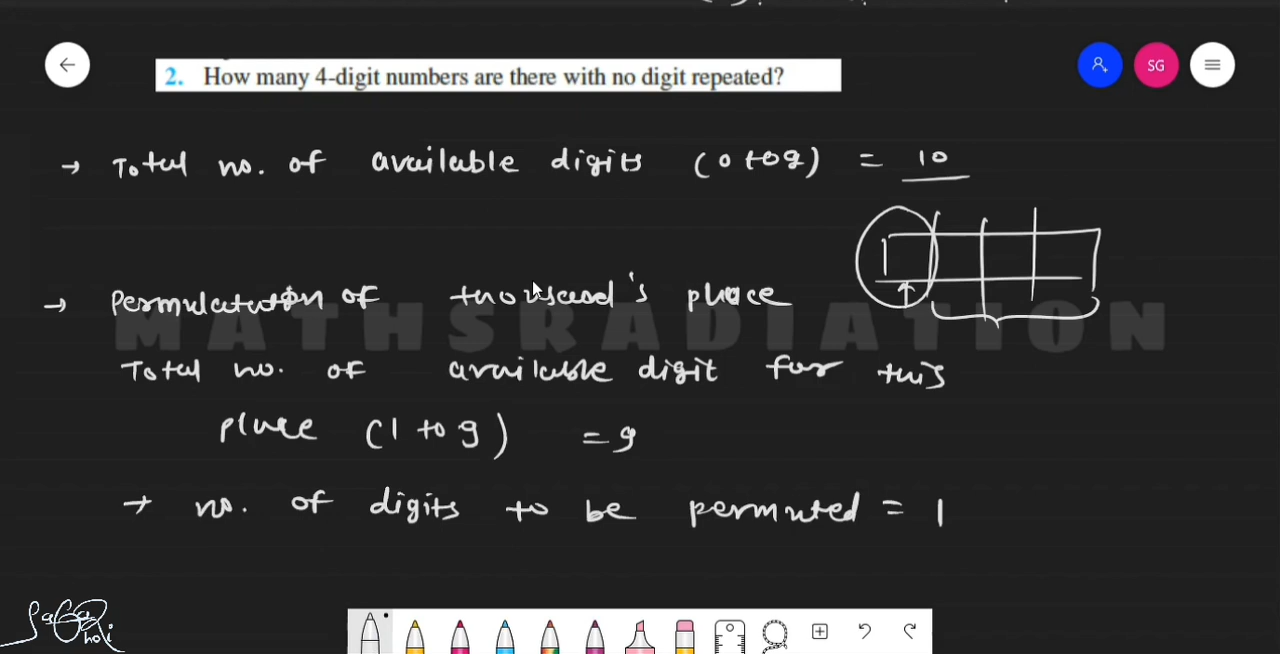 2. How many 4-digit numbers are there with no digit repeated?
SG
→ Total no. of available digits (0 to 9) = 10
→ Permutation of thousand's place
MATHSRADIATION
Total no. of available digit for this
place (1 to 9) = 9
→ no. of digits to be permuted = 1